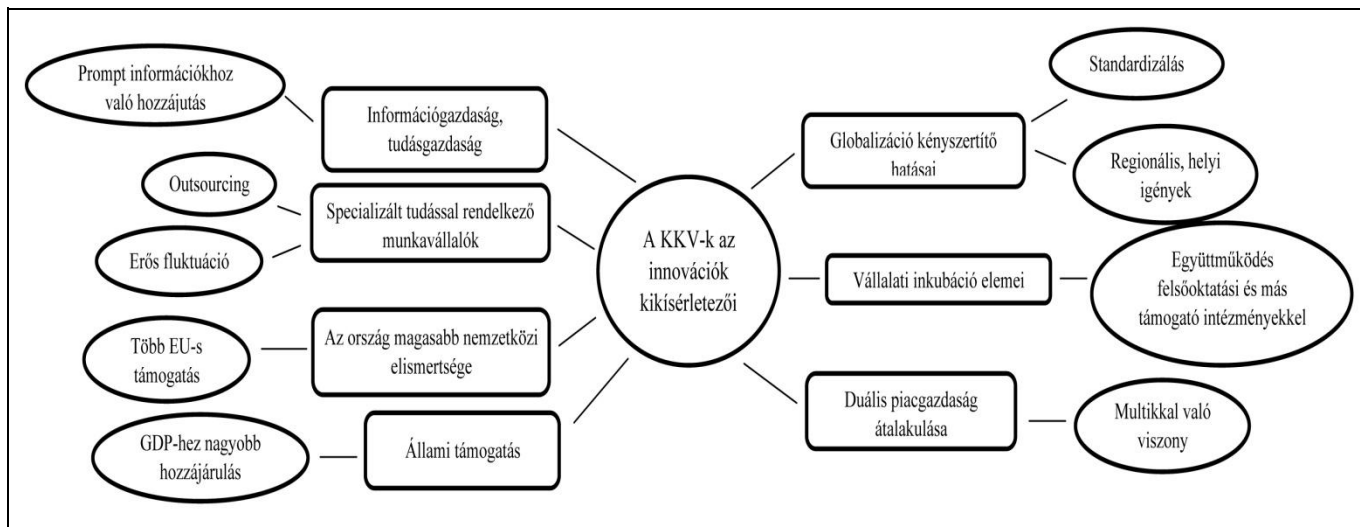 Prompt információkhoz
való hozzájutás
Információgazdaság,
tudásgazdaság
Outsourcing
Specializált tudással rendelkező
munkavállalók
Erős fluktuáció
Több EU-s
támogatás
Az ország magasabb nemzetközi
elismertsége
GDP-hez nagyobb
hozzájárulás
Állami támogatás
A KKV-k az
innovációk
kikísérletezői
Standardizálás
Globalizáció kényszertítő
hatásai
Regionális, helyi
igények
Vállalati inkubáció elemei
Együttműködés
felsőoktatási és más
támogató intézményekkel
Duális piacgazdaság
átalakulása
Multikkal való
viszony